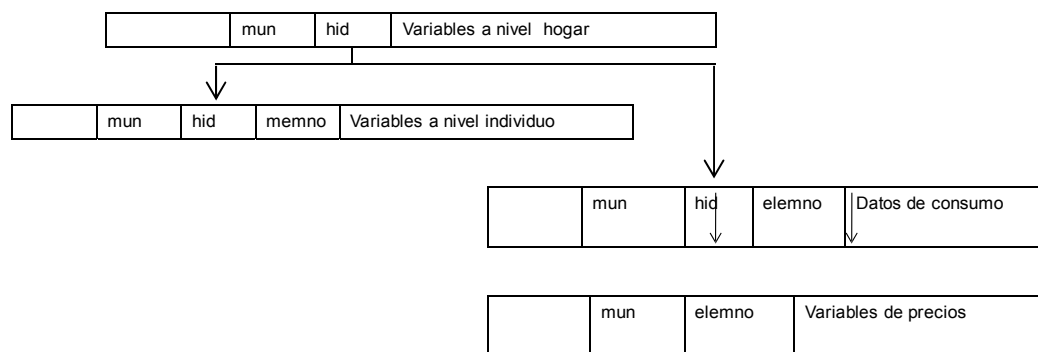 mun hid Variables a nivel hogar
mun hid memno Variables a nivel individuo
mun hid elemno Datos de consumo
mun elemno Variables de precios